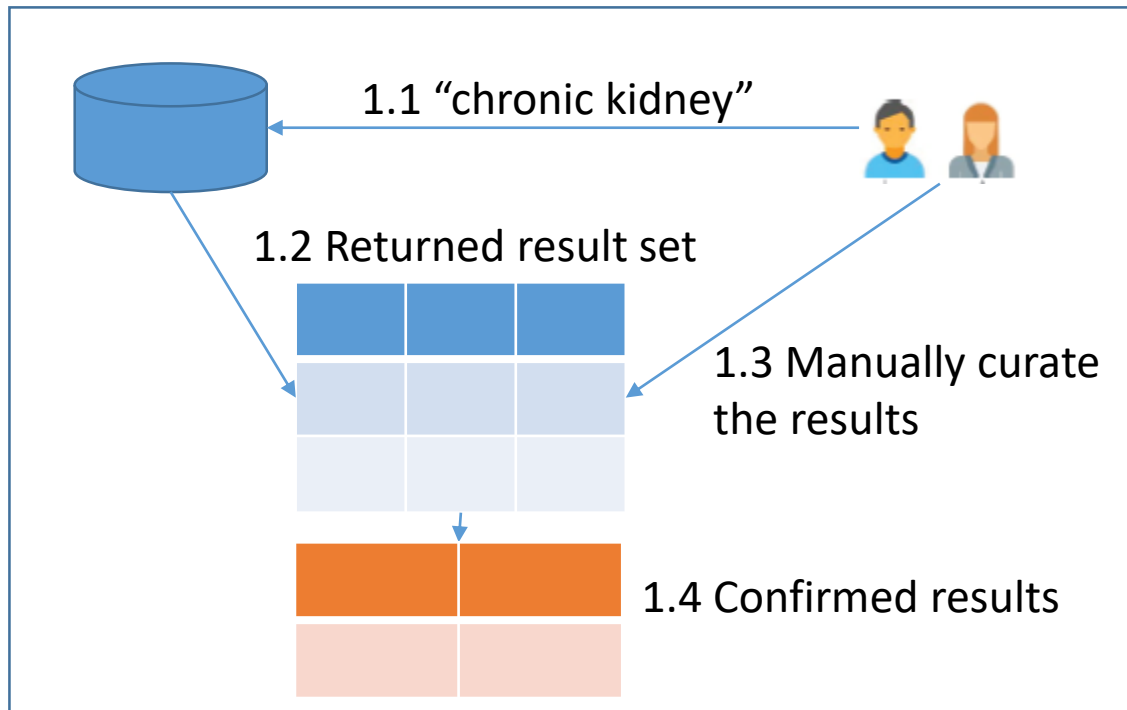 1.1 “chronic kidney”
1.2 Returned result set
1.3 Manually curate
the results
1.4 Confirmed results